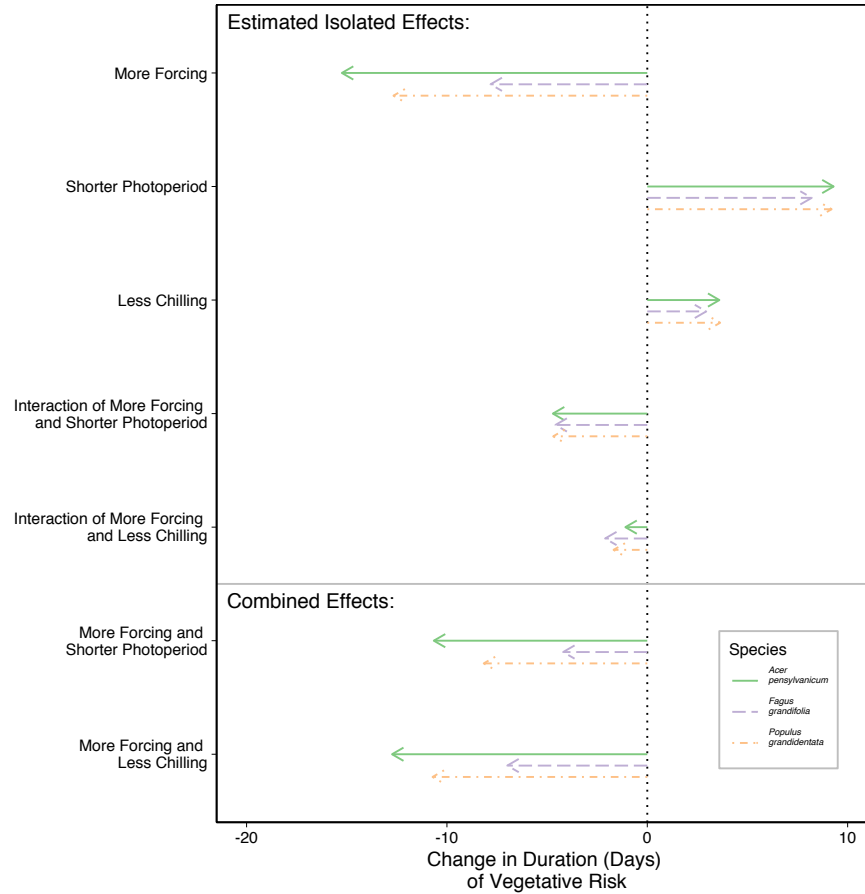 Estimated Isolated Effects:
More Forcing
Shorter Photoperiod
Less Chilling
Interaction of More Forcing
and Shorter Photoperiod
Interaction of More Forcing
and Less Chilling
Combined Effects:
More Forcing and
Shorter Photoperiod
More Forcing and
Less Chilling
Species
Acer
pensylvanicum
Fagus
grandifolia
Populus
grandidentata
-20 -10 0 10
Change in Duration (Days)
of Vegetative Risk